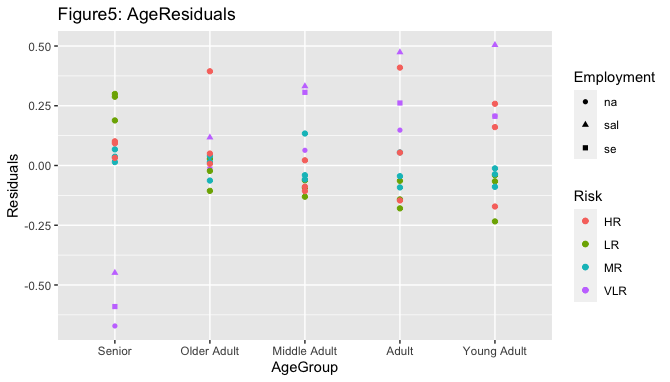 Figure5: AgeResiduals
0.50
0.25
0.00
-0.25
-0.50
Residuals
Senior
Older Adult
Middle Adult
Adult
Young Adult
AgeGroup
Employment
na
sal
se
Risk
HR
LR
MR
VLR